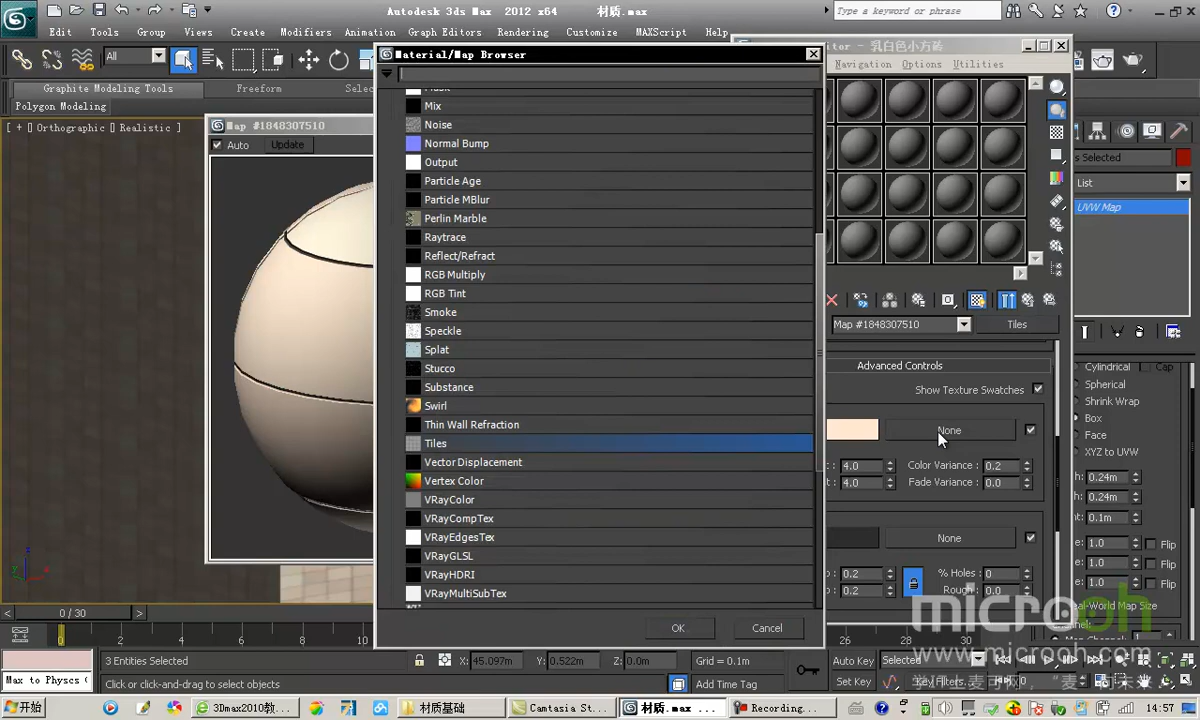 Autodesk 3ds Max 2012 x64
材质.max
Type a keyword or phrase
Edit
Tools
Group
Views
Create
Modifiers
Animation
Graph Editors
Rendering
Customize
MAXScript
Help
All
Graphite Modeling Tools
Freeform
Polygon Modeling
[ + [] Orthographic [ Realistic ]
Map #1848307510
Auto
Update
Material/Map Browser
Mix
Noise
Normal Bump
Output
Particle Age
Particle MBlur
Perlin Marble
Raytrace
Reflect/Refract
RGB Multiply
RGB Tint
Smoke
Speckle
Splat
Stucco
Substance
Swirl
Thin Wall Refraction
Tiles
Vector Displacement
Vertex Color
VRayColor
VRayCompTex
VRayEdgesTex
VRayGLSL
VRayHDRI
VRayMultiSubTex
OK
Cancel
乳白色小方砖
Navigation
Options
Utilities
Map #1848307510
Tiles
Advanced Controls
Show Texture Swatches
None
4.0
Color Variance :
0.2
4.0
Fade Variance :
0.0
None
0.2
% Holes :
0
0.2
Rough
0.0
s Selected
List
UVW Map
Cylindrical
Cap
Spherical
Shrink Wrap
Box
Face
XYZ to UVW
0.24m
0.24m
0.1m
1.0
Flip
1.0
Flip
1.0
Flip
eal-World Map Size
microoh
www.microoh.com
0 / 30
0
2
4
6
8
10
26
28
30
3 Entities Selected
X:
45.097m
Y:
0.522m
Z:
0.0m
Grid = 0.1m
Auto Key
Selected
Max to Physcs (
Click or click-and-drag to select objects
Add Time Tag
Set Key
Key Filters...
0
开始
3Dmax2010教...
材质基础
Camtasia St...
材质.max ...
Recording...
14:57